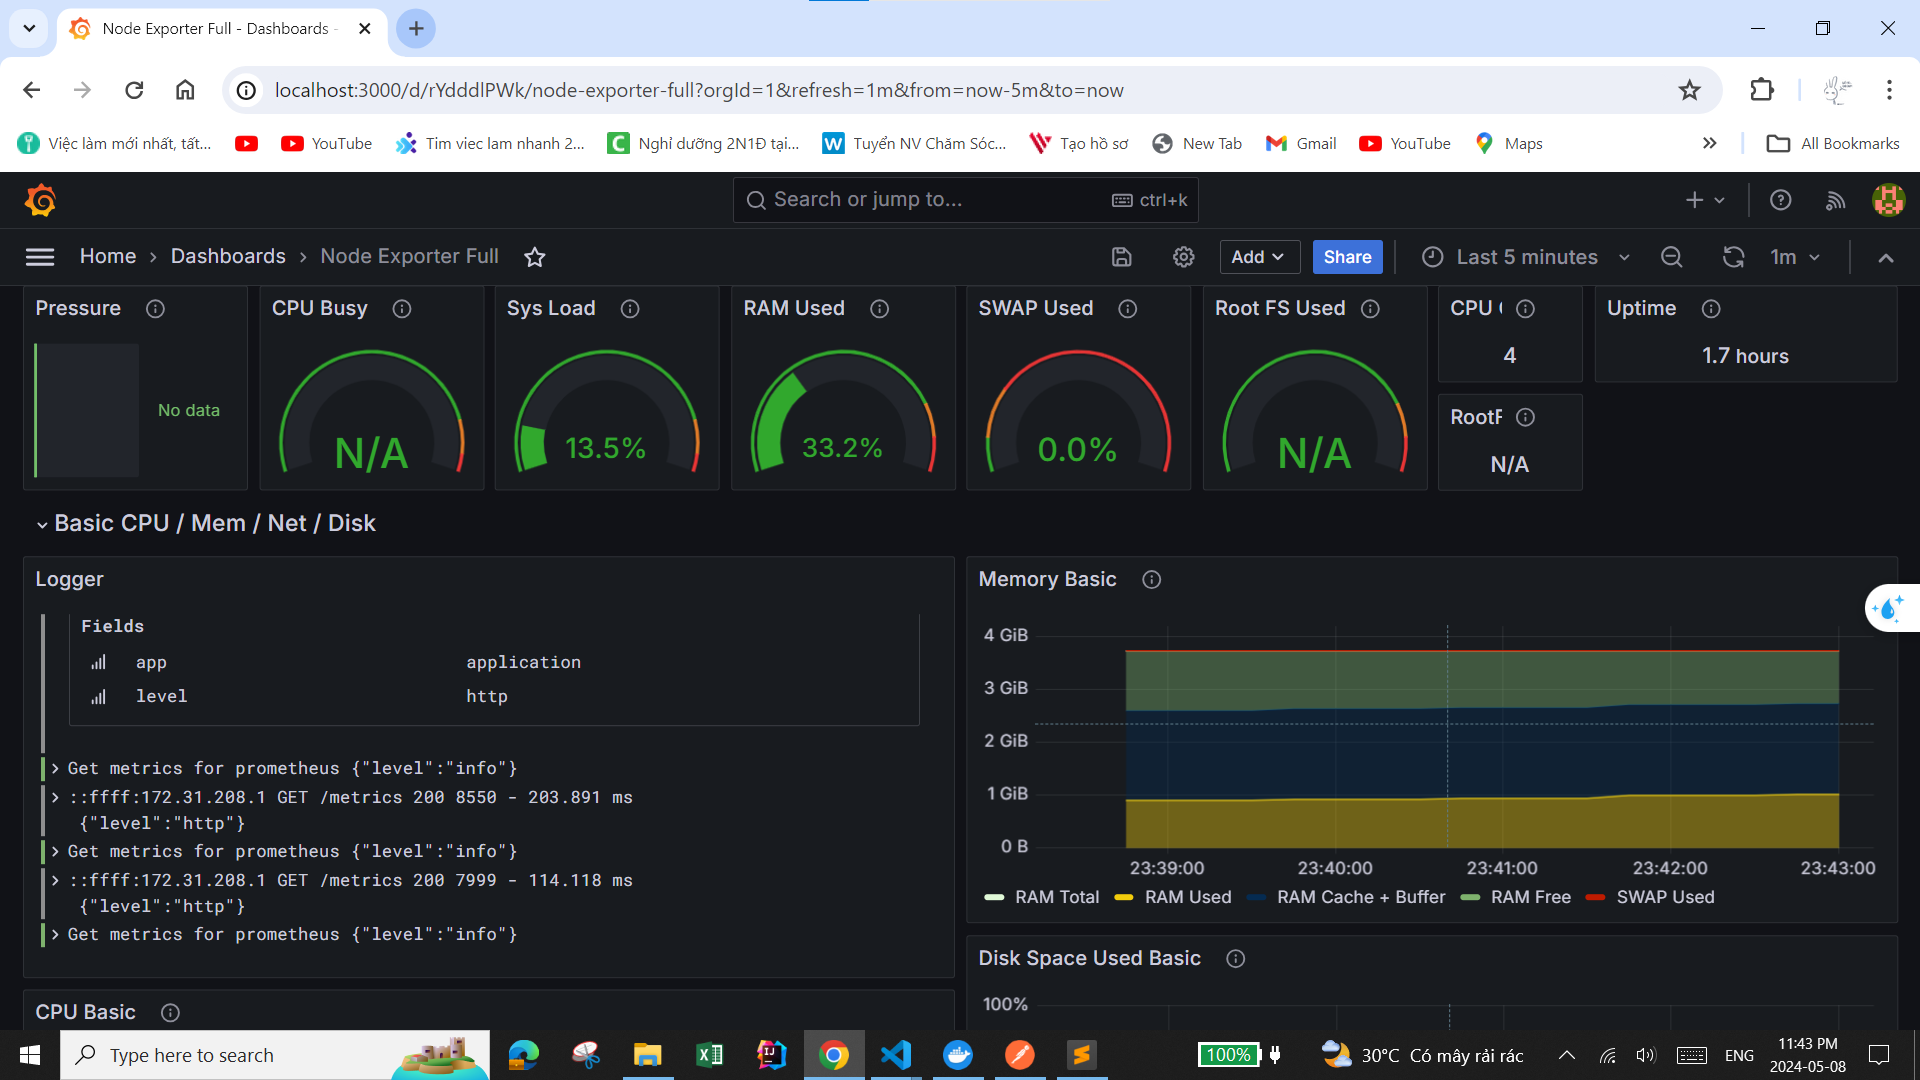 Node Exporter Full - Dashboards -
localhost:3000/d/rYdddlPWk/node-exporter-full?orgId=1&refresh=1m&from=now-5m&to=now
Việc làm mới nhất, tất...
YouTube
Tim viec lam nhanh 2...
Nghỉ dưỡng 2N1Đ tại...
Tuyển NV Chăm Sóc...
Tạo hồ sơ
New Tab
Gmail
YouTube
Maps
All Bookmarks
Search or jump to...
ctrl+k
Home › Dashboards › Node Exporter Full
Add
Share
Last 5 minutes
1m
Pressure
No data
CPU Busy
N/A
Sys Load
13.5%
RAM Used
33.2%
SWAP Used
0.0%
Root FS Used
N/A
CPU
4
Uptime
1.7 hours
RootF
N/A
Basic CPU / Mem / Net / Disk
Logger
Fields
app application
level http
Get metrics for prometheus {"level":"info"}
::ffff:172.31.208.1 GET /metrics 200 8550 - 203.891 ms
{"level":"http"}
Get metrics for prometheus {"level":"info"}
::ffff:172.31.208.1 GET /metrics 200 7999 - 114.118 ms
{"level":"http"}
Get metrics for prometheus {"level":"info"}
Memory Basic
4 GiB
3 GiB
2 GiB
1 GiB
0 B
23:39:00 23:40:00 23:41:00 23:42:00 23:43:00
RAM Total RAM Used RAM Cache + Buffer RAM Free SWAP Used
CPU Basic
Disk Space Used Basic
100%
Type here to search
100%
30°C Có mây rải rác
ENG
11:43 PM
2024-05-08